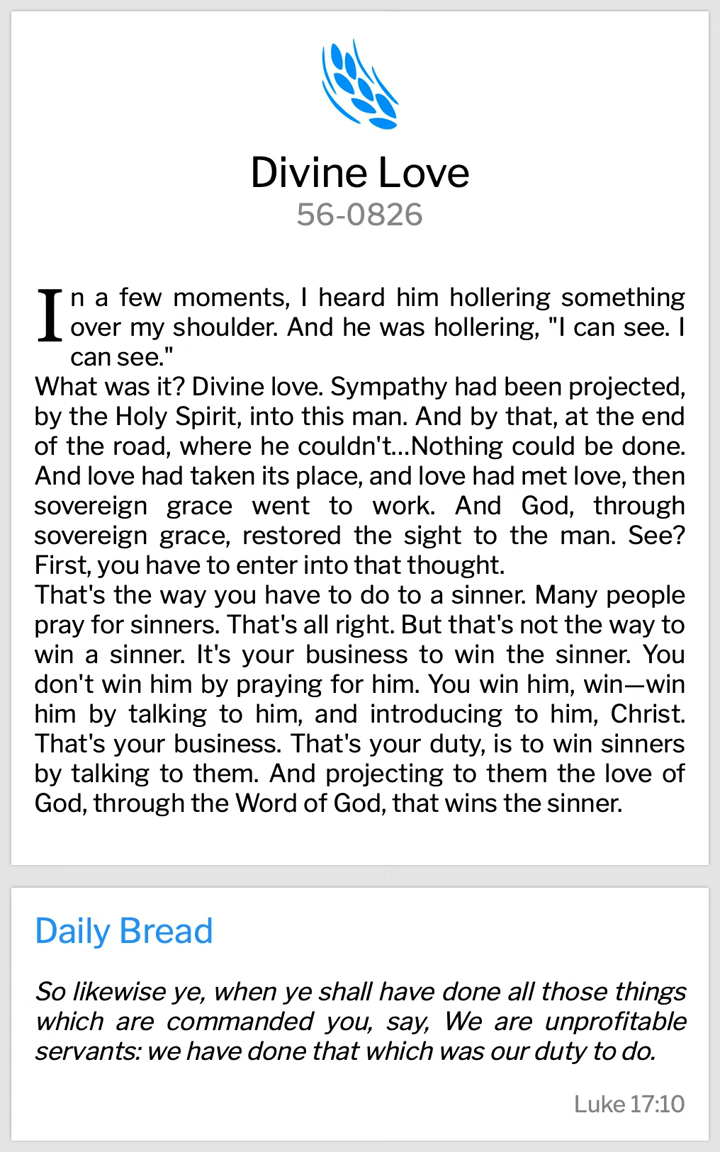 Divine Love
56-0826
In a few moments, I heard him hollering something
over my shoulder. And he was hollering, "I can see. I
can see."
What was it? Divine love. Sympathy had been projected,
by the Holy Spirit, into this man. And by that, at the end
of the road, where he couldn't...Nothing could be done.
And love had taken its place, and love had met love, then
sovereign grace went to work. And God, through
sovereign grace, restored the sight to the man. See?
First, you have to enter into that thought.
That's the way you have to do to a sinner. Many people
pray for sinners. That's all right. But that's not the way to
win a sinner. It's your business to win the sinner. You
don't win him by praying for him. You win him, win—win
him by talking to him, and introducing to him, Christ.
That's your business. That's your duty, is to win sinners
by talking to them. And projecting to them the love of
God, through the Word of God, that wins the sinner.
Daily Bread
So likewise ye, when ye shall have done all those things
which are commanded you, say, We are unprofitable
servants: we have done that which was our duty to do.
Luke 17:10